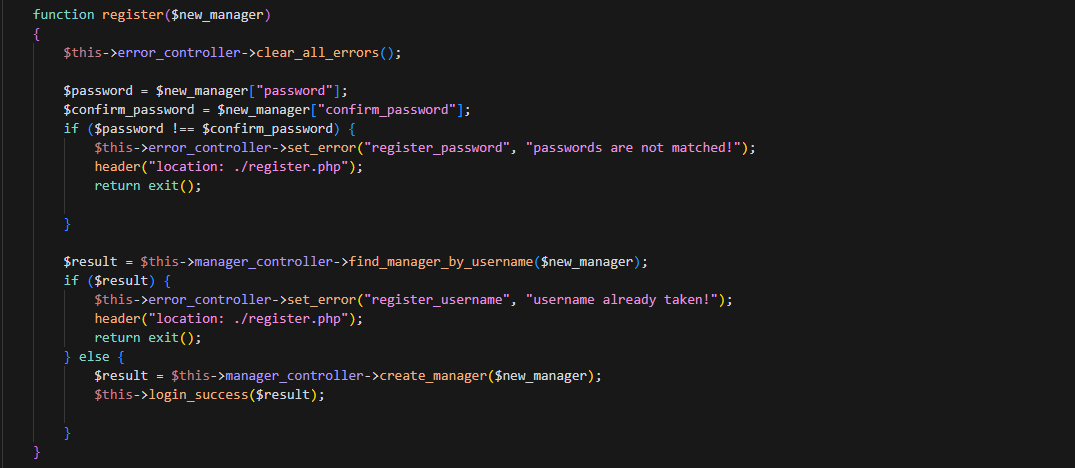 function register($new_manager)
{
    $this->error_controller->clear_all_errors();

    $password = $new_manager["password"];
    $confirm_password = $new_manager["confirm_password"];
    if ($password !== $confirm_password) {
        $this->error_controller->set_error("register_password", "passwords are not matched!");
        header("location: ./register.php");
        return exit();

    }

    $result = $this->manager_controller->find_manager_by_username($new_manager);
    if ($result) {
        $this->error_controller->set_error("register_username", "username already taken!");
        header("location: ./register.php");
        return exit();
    } else {
        $result = $this->manager_controller->create_manager($new_manager);
        $this->login_success($result);

    }
}